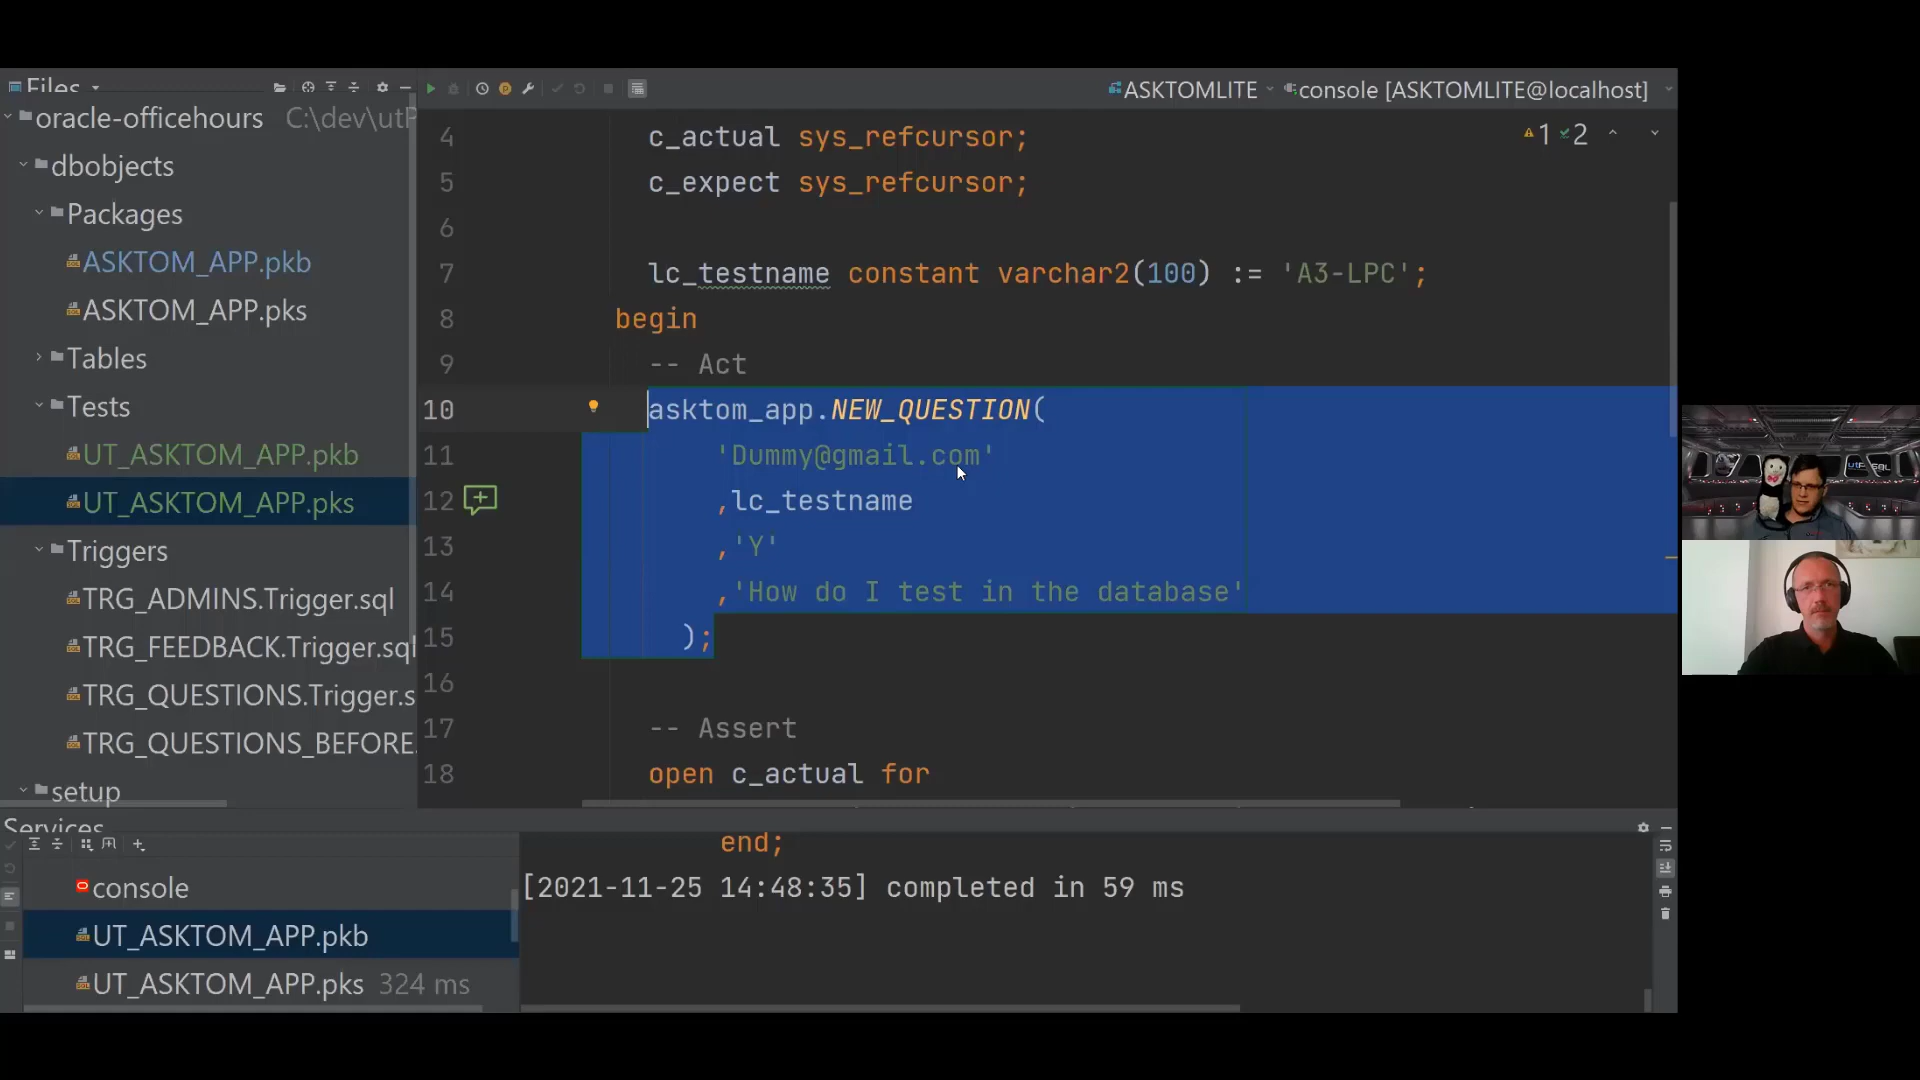 Files
oracle-officehours C:\dev\utP
dbobjects
Packages
ASKTOM_APP.pkb
ASKTOM_APP.pks
Tables
Tests
UT_ASKTOM_APP.pkb
UT_ASKTOM_APP.pks
Triggers
TRG_ADMINS.Trigger.sql
TRG_FEEDBACK.Trigger.sql
TRG_QUESTIONS.Trigger.s
TRG_QUESTIONS_BEFORE.
setup
ASKTOMLITE console [ASKTOMLITE@localhost]
1 2
4 c_actual sys_refcursor;
5 c_expect sys_refcursor;
6
7 lc_testname constant varchar2(100) := 'A3-LPC';
8 begin
9 -- Act
10 asktom_app.NEW_QUESTION(
11 'Dummy@gmail.com'
12 ,lc_testname
13 ,'Y'
14 ,'How do I test in the database'
15 );
16
17 -- Assert
18 open c_actual for
Services
console
UT_ASKTOM_APP.pkb
UT_ASKTOM_APP.pks 324 ms
end;
[2021-11-25 14:48:35] completed in 59 ms